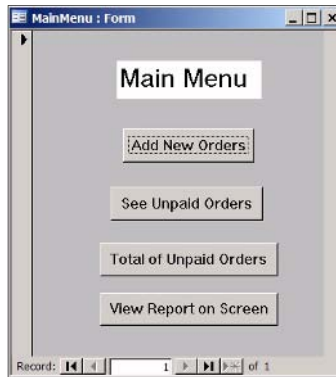 MainMenu : Form
Main Menu
Add New Orders
See Unpaid Orders
Total of Unpaid Orders
View Report on Screen
Record: 1 of 1